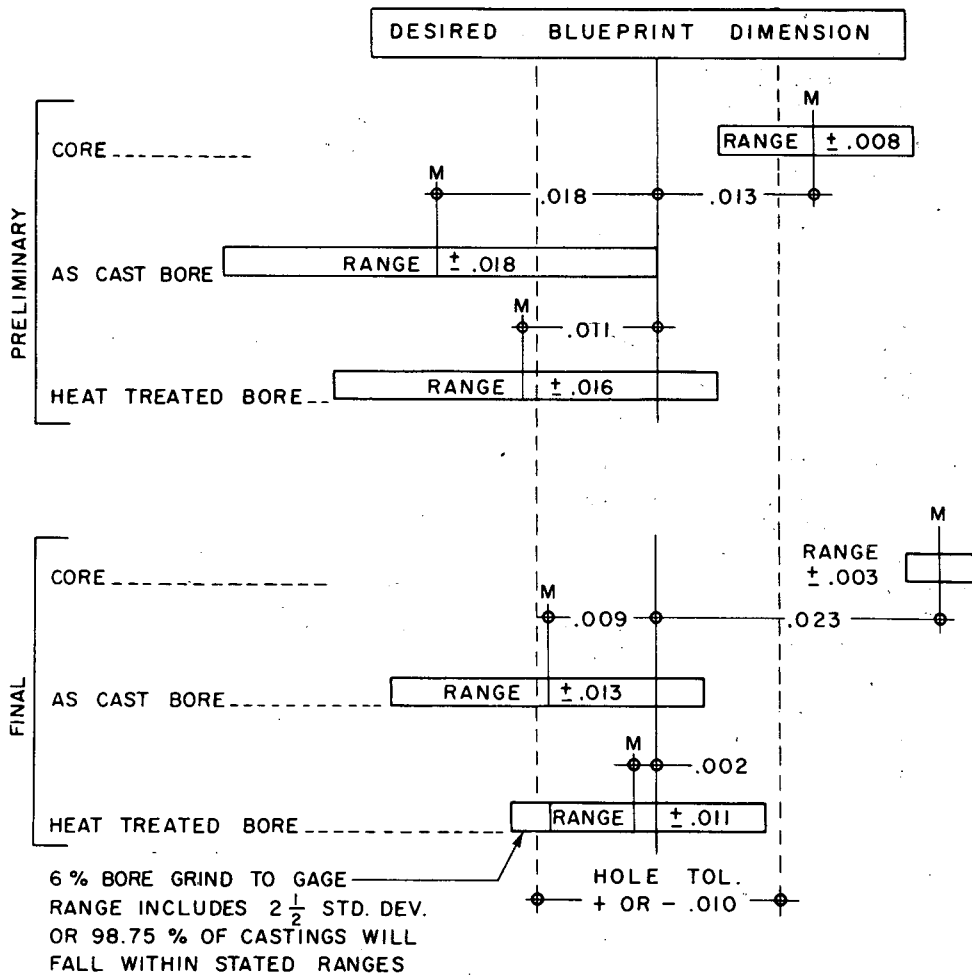 DESIRED BLUEPRINT DIMENSION
PRELIMINARY
M
CORE
RANGE ± .008
M
.018
.013
AS CAST BORE
RANGE ± .018
M
.011
HEAT TREATED BORE
RANGE ± .016
FINAL
M
CORE
RANGE
± .003
M
.009
.023
AS CAST BORE
RANGE ± .013
M
.002
HEAT TREATED BORE
RANGE ± .011
6 % BORE GRIND TO GAGE
RANGE INCLUDES 2 1/2 STD. DEV.
OR 98.75 % OF CASTINGS WILL
FALL WITHIN STATED RANGES
HOLE TOL.
+ OR - .010